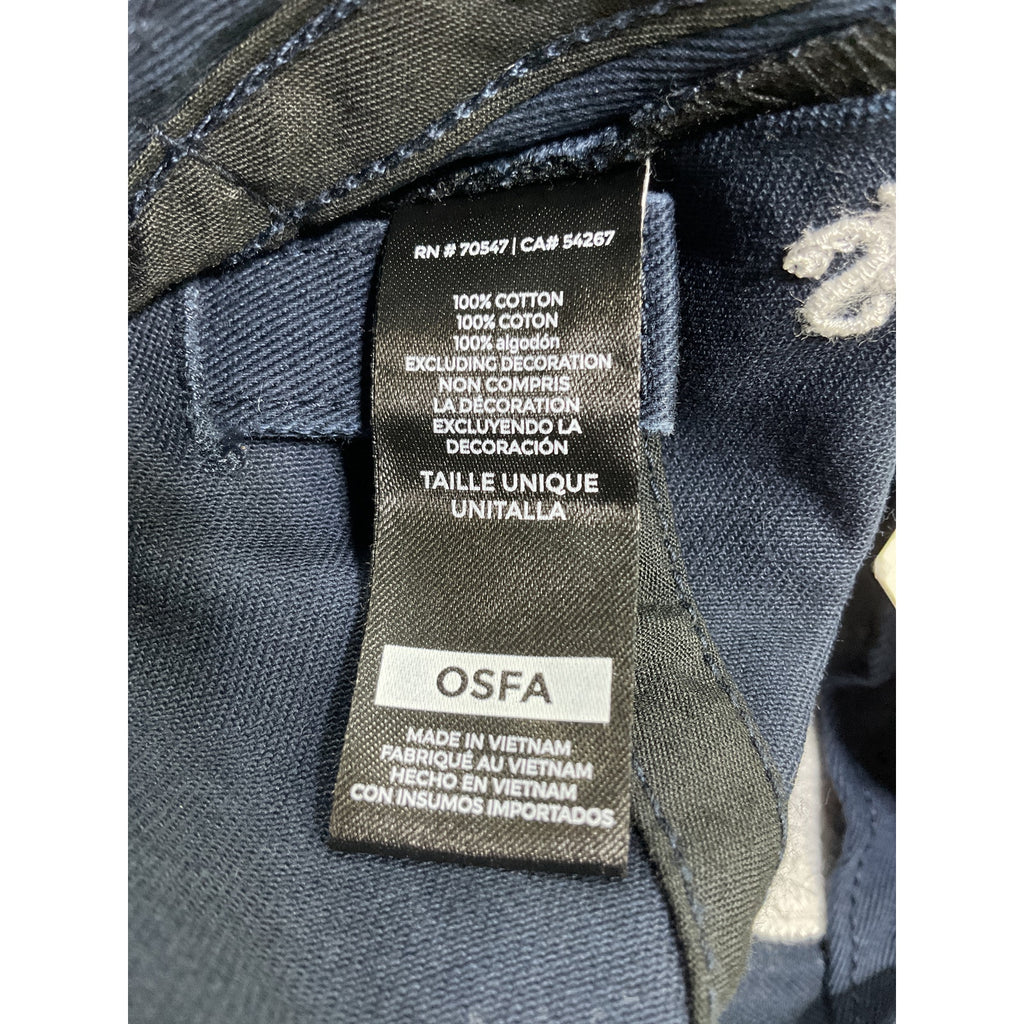 RN # 70547 | CA# 54267
100% COTTON
100% COTON
100% algodón
EXCLUDING DECORATION
NON COMPRIS
LA DÉCORATION
EXCLUYENDO LA
DECORACIÓN
TAILLE UNIQUE
UNITALLA
OSFA
MADE IN VIETNAM
FABRIQUÉ AU VIETNAM
HECHO EN VIETNAM
CON INSUMOS IMPORTADOS